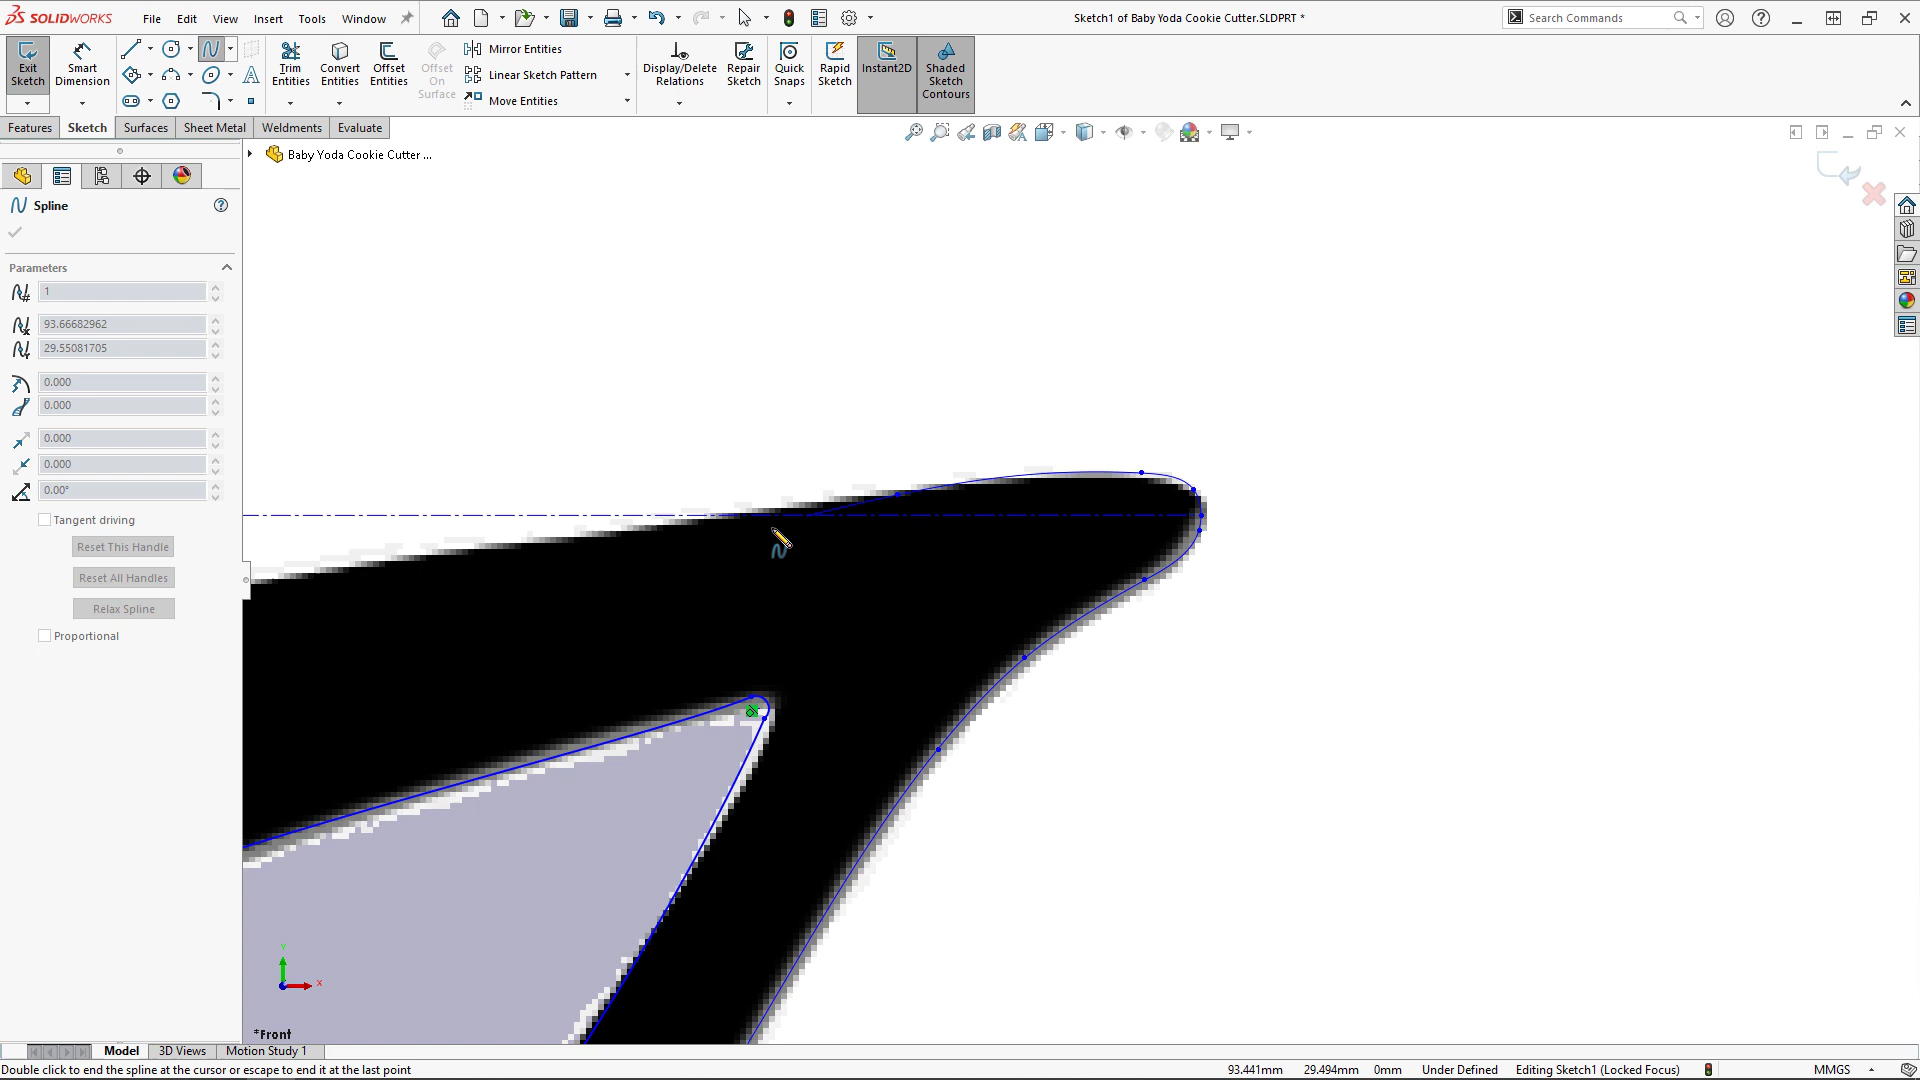 SOLIDWORKS File Edit View Insert Tools Window Sketch1 of Baby Yoda Cookie Cutter.SLDPRT * Search Commands
Exit Sketch
Smart Dimension
Trim Entities
Convert Entities
Offset Entities
Offset On Surface
Mirror Entities
Linear Sketch Pattern
Move Entities
Display/Delete Relations
Repair Sketch
Quick Snaps
Rapid Sketch
Instant2D
Shaded Sketch Contours
Features Sketch Surfaces Sheet Metal Weldments Evaluate
Baby Yoda Cookie Cutter ...
Spline
Parameters
1
93.66682962
29.55081705
0.000
0.000
0.000
0.000
0.00°
Tangent driving
Reset This Handle
Reset All Handles
Relax Spline
Proportional
Y
X
*Front
Model 3D Views Motion Study 1
Double click to end the spline at the cursor or escape to end it at the last point 93.441mm 29.494mm 0mm Under Defined Editing Sketch1 (Locked Focus) MMGS